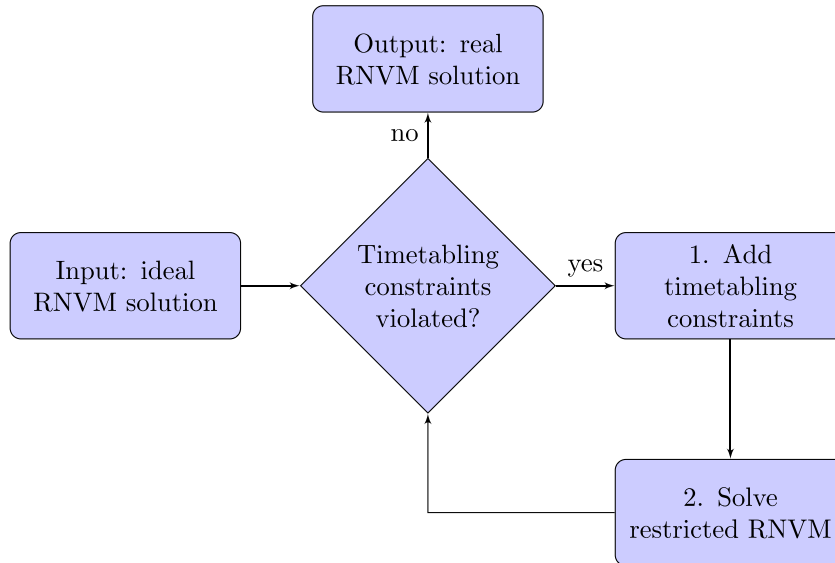 Output: real
RNVM solution
no
Input: ideal
RNVM solution
Timetabling
constraints
violated?
yes
1. Add
timetabling
constraints
2. Solve
restricted RNVM